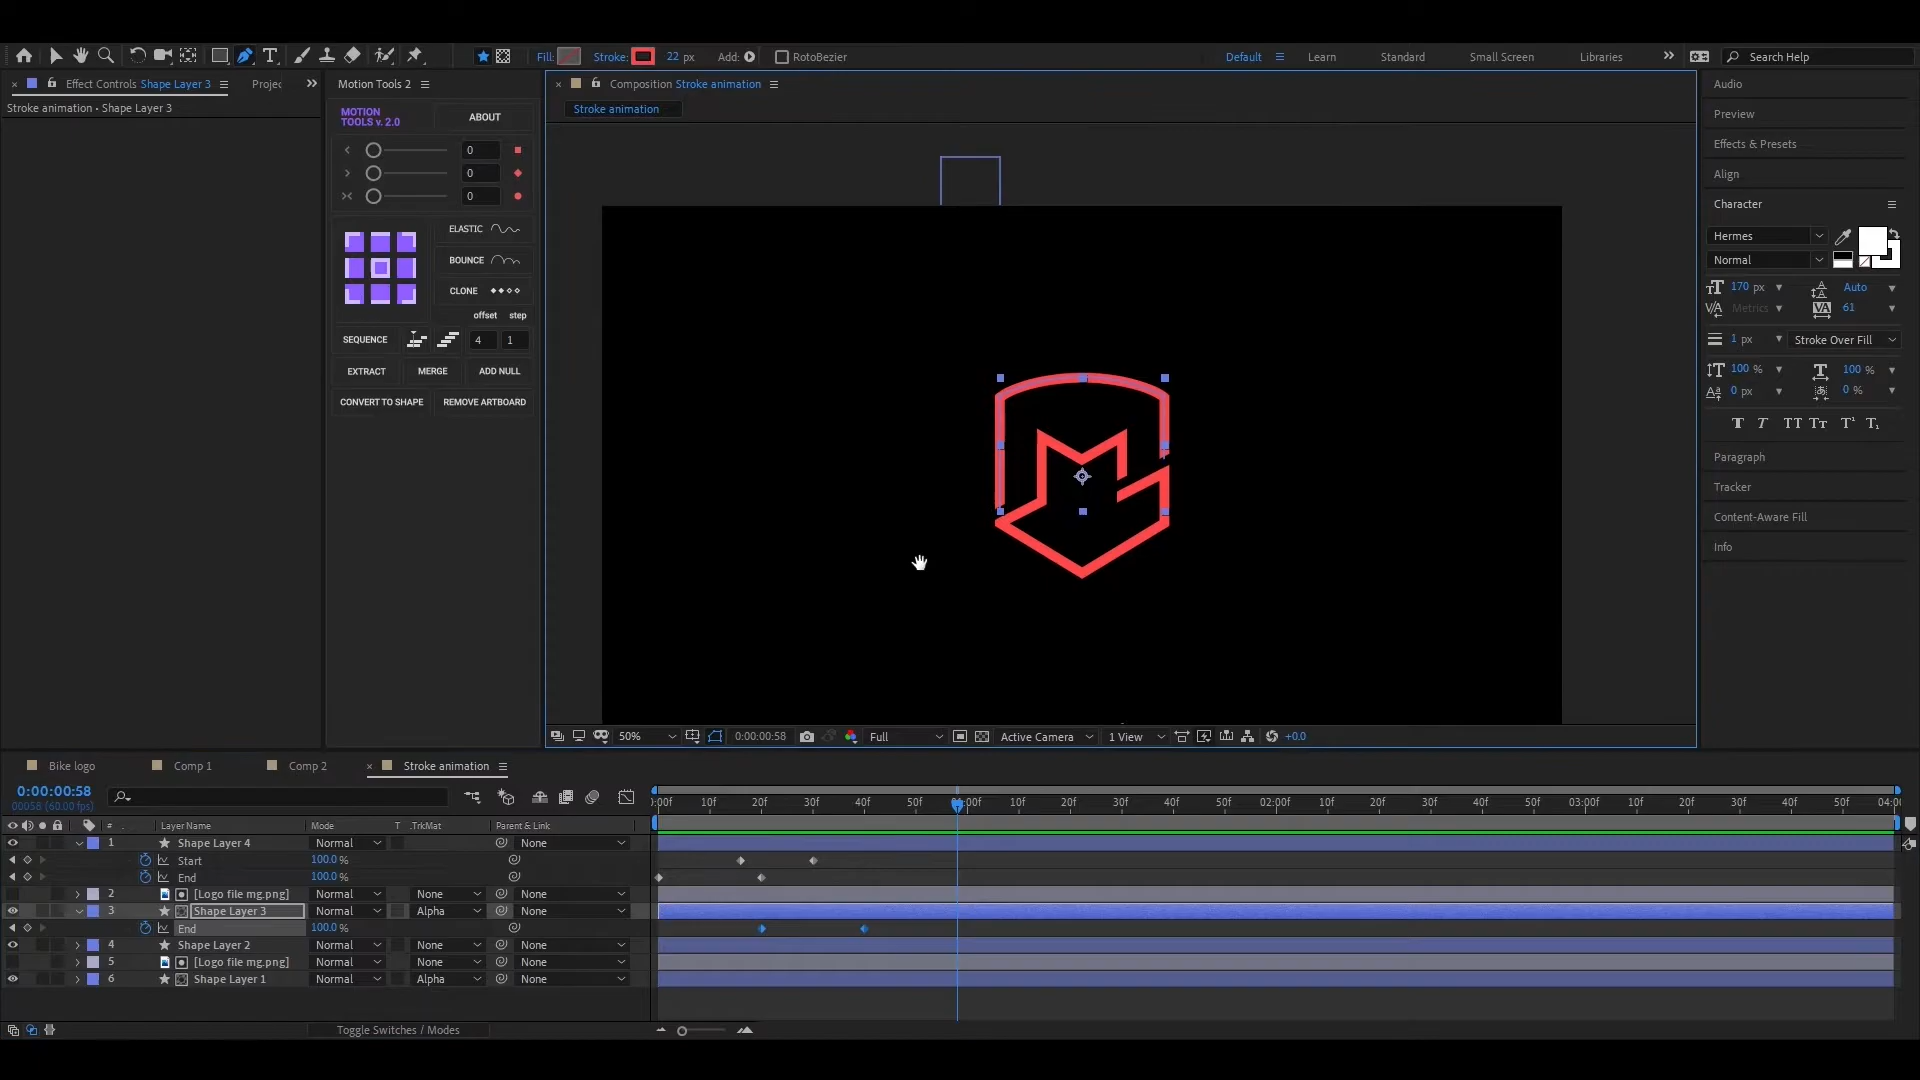 Fill: Stroke: 22 px Add: RotoBezier Default Learn Standard Small Screen Libraries Search Help
Effect Controls Shape Layer 3 Projec
Stroke animation • Shape Layer 3
Motion Tools 2
MOTION
TOOLS v. 2.0
ABOUT
0
0
0
ELASTIC
BOUNCE
CLONE
offset step
SEQUENCE 4 1
EXTRACT MERGE ADD NULL
CONVERT TO SHAPE REMOVE ARTBOARD
Composition Stroke animation
Stroke animation
50% 0:00:00:58 Full Active Camera 1 View +0.0
Audio
Preview
Effects & Presets
Align
Character
Hermes
Normal
170 px Auto
Metrics 61
1 px Stroke Over Fill
100 % 100 %
0 px 0 %
T T TT TT T¹ T₁
Paragraph
Tracker
Content-Aware Fill
Info
Bike logo Comp 1 Comp 2 Stroke animation
0:00:00:58
00058 (60.00 fps)
):00f 10f 20f 30f 40f 50f 00f 10f 20f 30f 40f 50f 02:00f 10f 20f 30f 40f 50f 03:00f 10f 20f 30f 40f 50f 04:0
# Layer Name Mode T .TrkMat Parent & Link
1 Shape Layer 4 Normal None
Start 100.0 %
End 100.0 %
2 [Logo file mg.png] Normal None None
3 Shape Layer 3 Normal Alpha None
End 100.0 %
4 Shape Layer 2 Normal None None
5 [Logo file mg.png] Normal None None
6 Shape Layer 1 Normal Alpha None
Toggle Switches / Modes